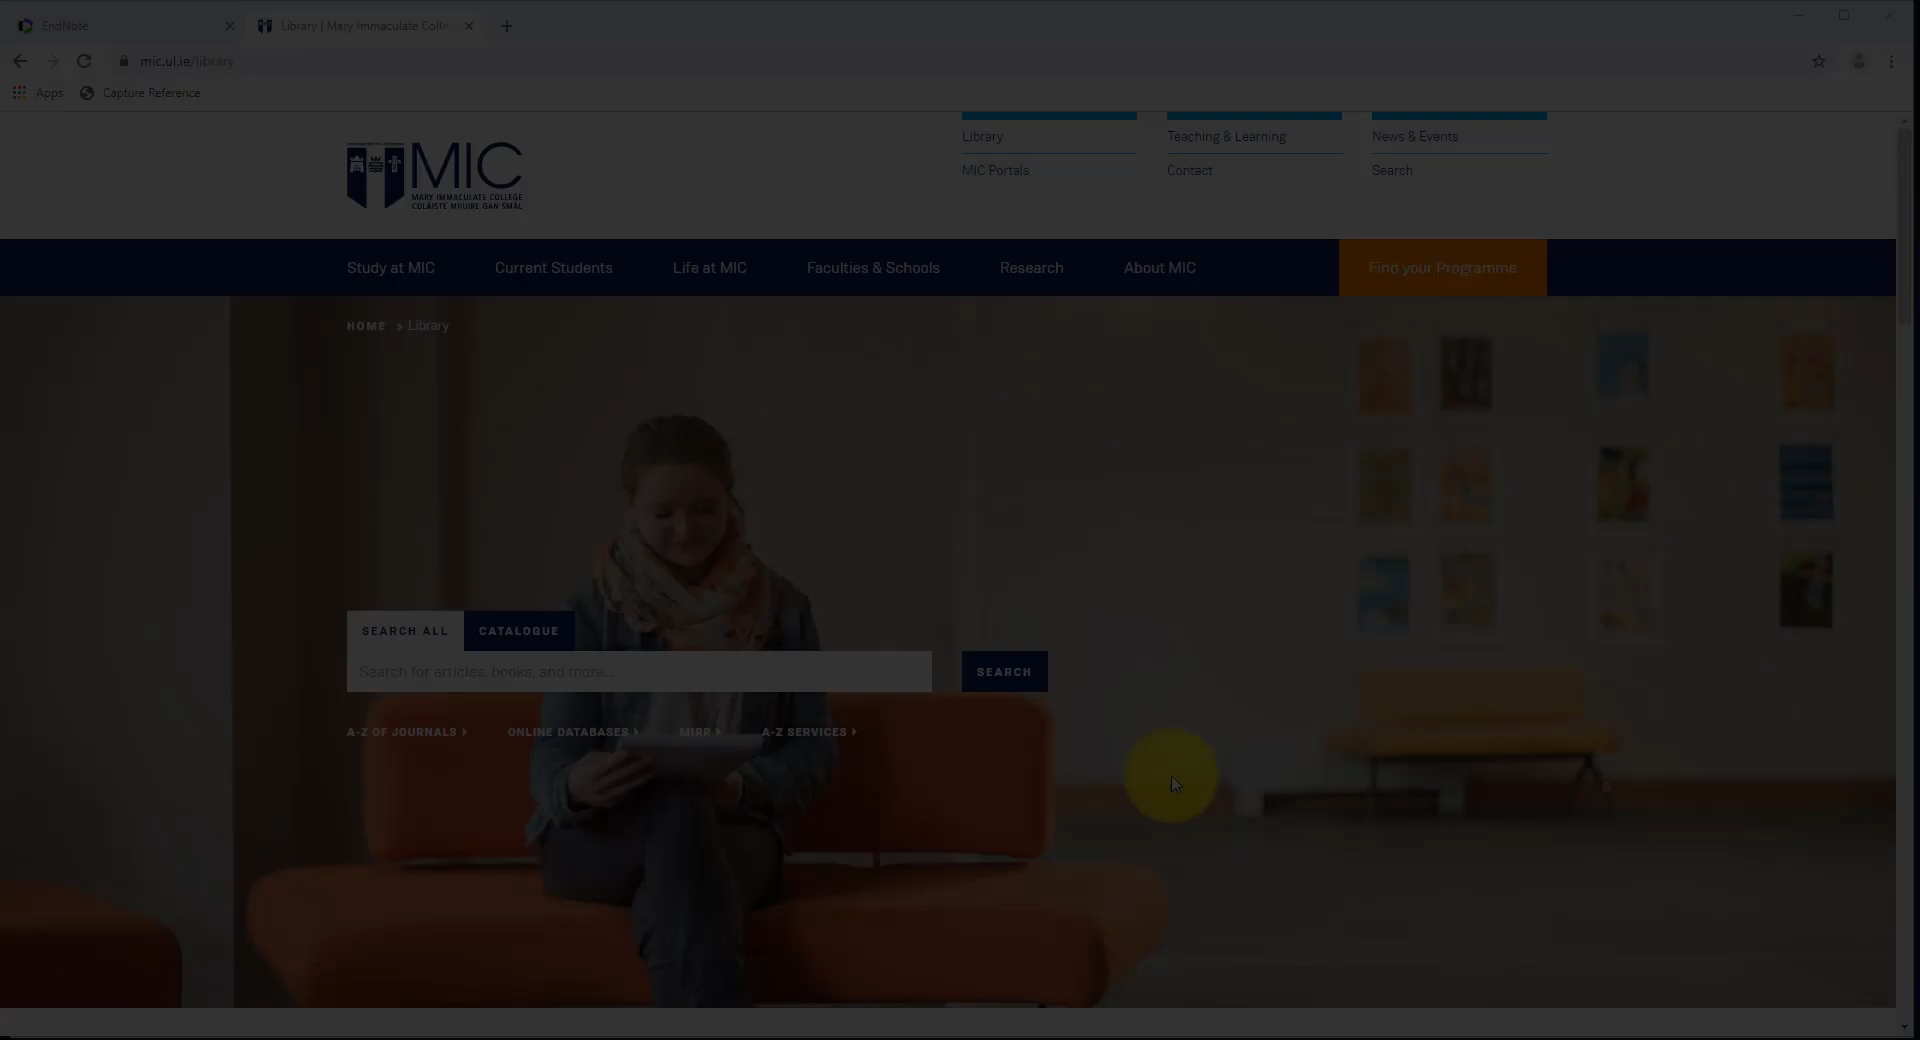 EndNote
Library | Mary Immaculate Colle
mic.ul.ie/library
Apps
Capture Reference
MIC
MARY IMMACULATE COLLEGE
COLÁISTE MHUIRE GAN SMÁL
Library
Teaching & Learning
News & Events
MIC Portals
Contact
Search
Study at MIC
Current Students
Life at MIC
Faculties & Schools
Research
About MIC
Find your Programme
HOME > Library
SEARCH ALL
CATALOGUE
Search for articles, books, and more...
SEARCH
A-Z OF JOURNALS
ONLINE DATABASES
MIRR
A-Z SERVICES